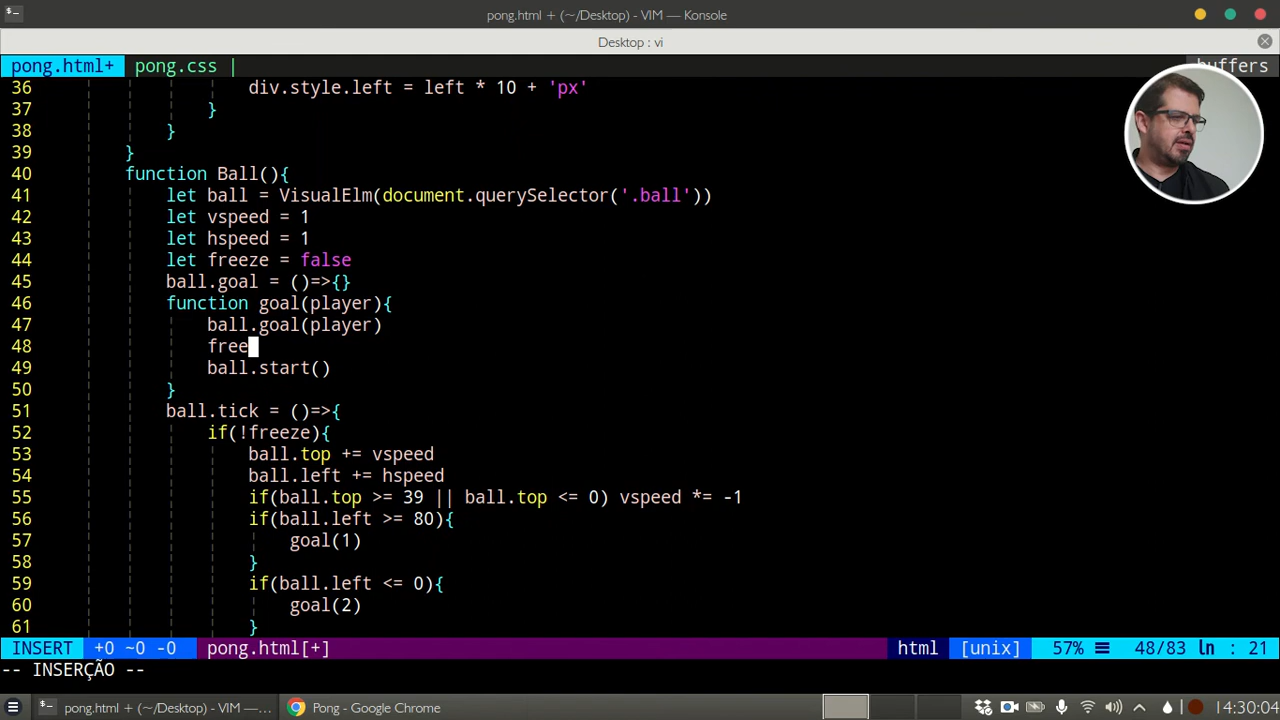 pong.html + (~/Desktop) - VIM — Konsole
Desktop : vi
pong.html+ pong.css | buffers
36 div.style.left = left * 10 + 'px'
37 }
38 }
39 }
40 function Ball(){
41 let ball = VisualElm(document.querySelector('.ball'))
42 let vspeed = 1
43 let hspeed = 1
44 let freeze = false
45 ball.goal = ()=>{}
46 function goal(player){
47 ball.goal(player)
48 free
49 ball.start()
50 }
51 ball.tick = ()=>{
52 if(!freeze){
53 ball.top += vspeed
54 ball.left += hspeed
55 if(ball.top >= 39 || ball.top <= 0) vspeed *= -1
56 if(ball.left >= 80){
57 goal(1)
58 }
59 if(ball.left <= 0){
60 goal(2)
61 }
INSERT +0 ~0 -0 pong.html[+] html [unix] 57% ☰ 48/83 ln : 21
-- INSERÇÃO --
pong.html + (~/Desktop) - VIM —... Pong - Google Chrome 14:30:04